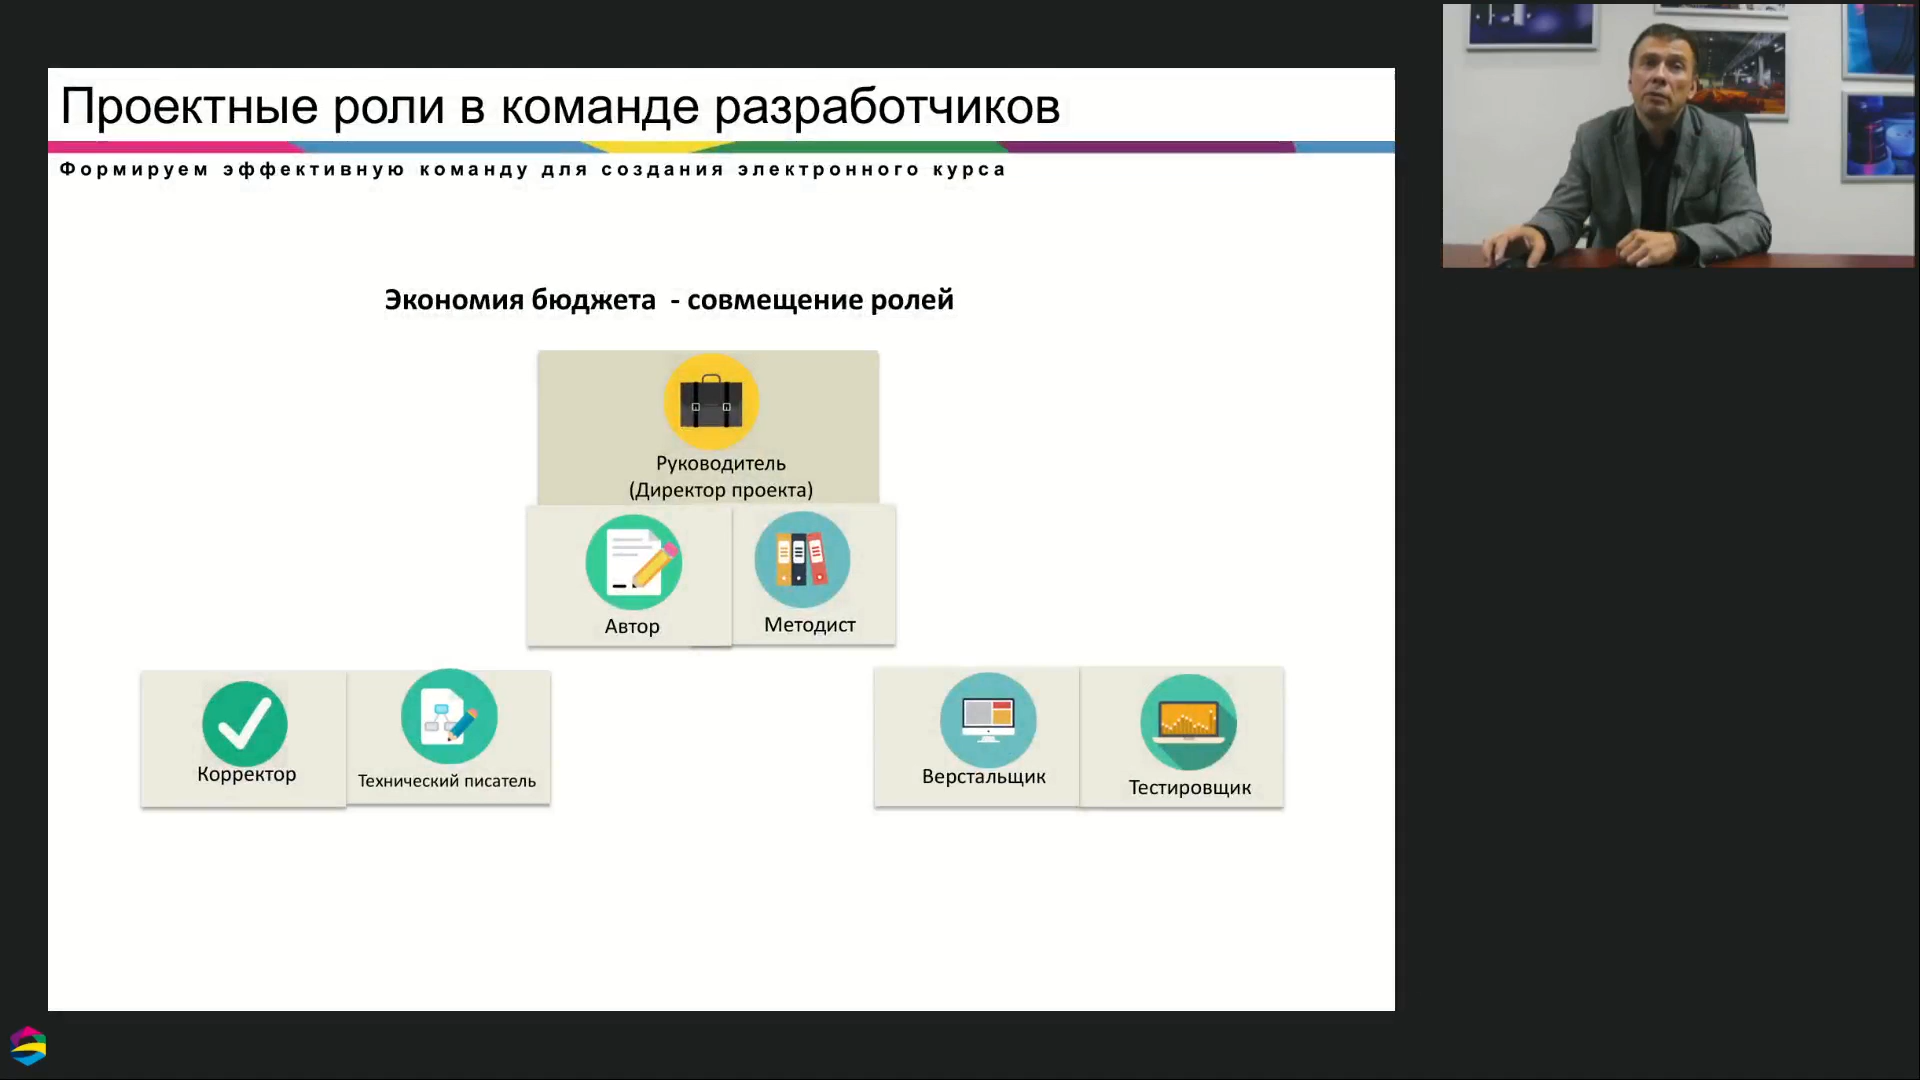 Проектные роли в команде разработчиков
Формируем эффективную команду для создания электронного курса
Экономия бюджета - совмещение ролей
Руководитель
(Директор проекта)
Автор
Методист
Корректор
Технический писатель
Верстальщик
Тестировщик